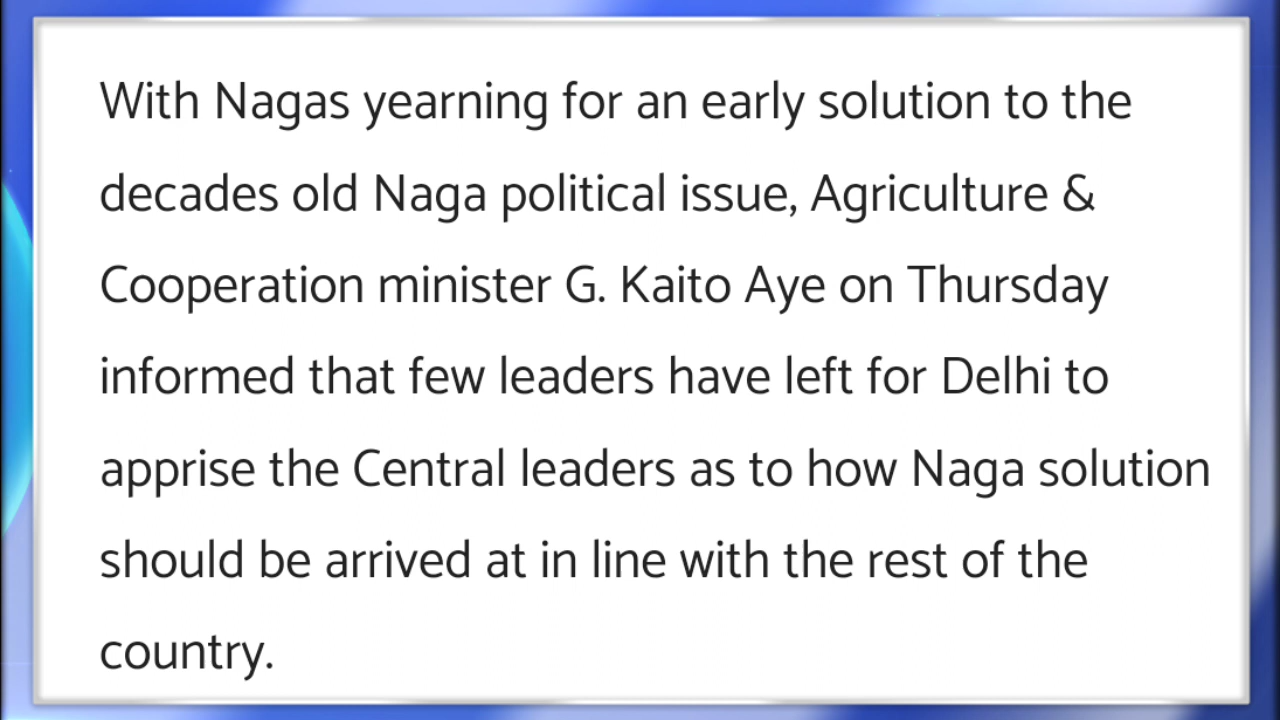 With Nagas yearning for an early solution to the
decades old Naga political issue, Agriculture &
Cooperation minister G. Kaito Aye on Thursday
informed that few leaders have left for Delhi to
apprise the Central leaders as to how Naga solution
should be arrived at in line with the rest of the
country.